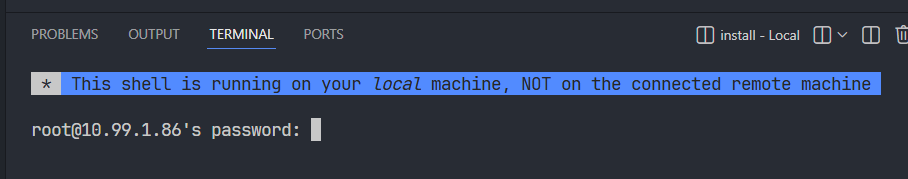 PROBLEMS OUTPUT TERMINAL PORTS install - Local
* This shell is running on your local machine, NOT on the connected remote machine
root@10.99.1.86's password: